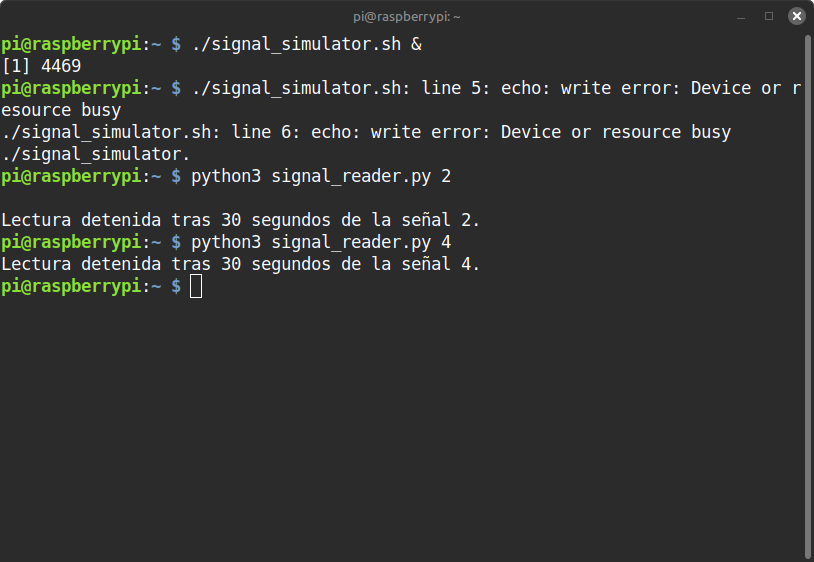 pi@raspberrypi: ~
pi@raspberrypi:~ $ ./signal_simulator.sh &
[1] 4469
pi@raspberrypi:~ $ ./signal_simulator.sh: line 5: echo: write error: Device or r
esource busy
./signal_simulator.sh: line 6: echo: write error: Device or resource busy
./signal_simulator.
pi@raspberrypi:~ $ python3 signal_reader.py 2
Lectura detenida tras 30 segundos de la señal 2.
pi@raspberrypi:~ $ python3 signal_reader.py 4
Lectura detenida tras 30 segundos de la señal 4.
pi@raspberrypi:~ $